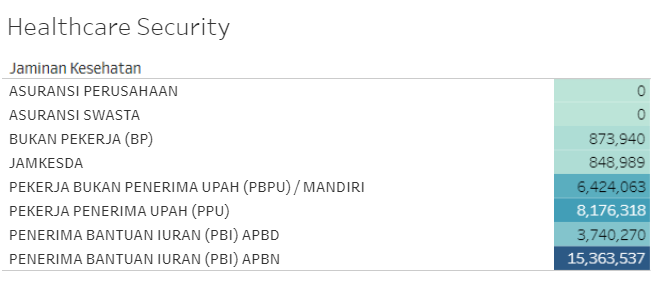 Healthcare Security
Jaminan Kesehatan
ASURANSI PERUSAHAAN 0
ASURANSI SWASTA 0
BUKAN PEKERJA (BP) 873,940
JAMKESDA 848,989
PEKERJA BUKAN PENERIMA UPAH (PBPU) / MANDIRI 6,424,063
PEKERJA PENERIMA UPAH (PPU) 8,176,318
PENERIMA BANTUAN IURAN (PBI) APBD 3,740,270
PENERIMA BANTUAN IURAN (PBI) APBN 15,363,537